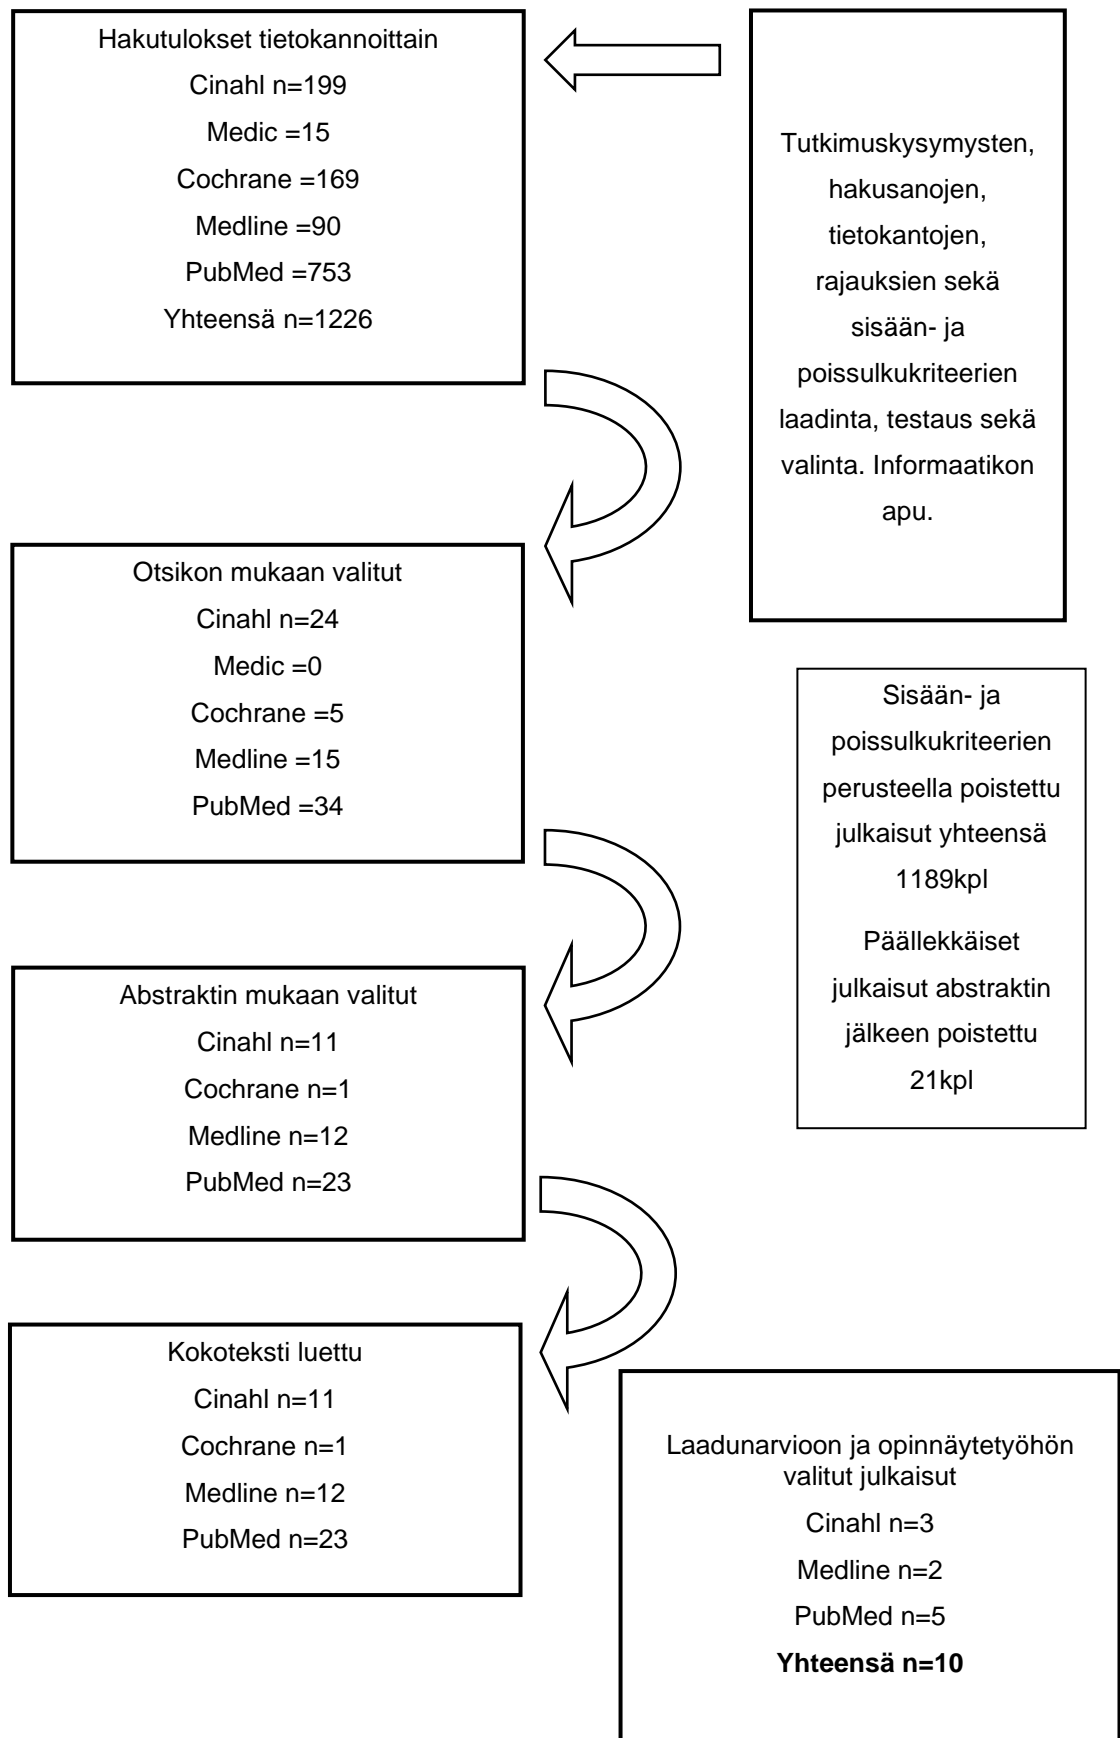 Hakutulokset tietokannoittain
Cinahl n=199
Medic =15
Cochrane =169
Medline =90
PubMed =753
Yhteensä n=1226
Tutkimuskysymysten,
hakusanojen,
tietokantojen,
rajauksien sekä
sisään- ja
poissulkukriteerien
laadinta, testaus sekä
valinta. Informaatikon
apu.
Otsikon mukaan valitut
Cinahl n=24
Medic =0
Cochrane =5
Medline =15
PubMed =34
Sisään- ja
poissulkukriteerien
perusteella poistettu
julkaisut yhteensä
1189kpl
Päällekkäiset
julkaisut abstraktin
jälkeen poistettu
21kpl
Abstraktin mukaan valitut
Cinahl n=11
Cochrane n=1
Medline n=12
PubMed n=23
Kokoteksti luettu
Cinahl n=11
Cochrane n=1
Medline n=12
PubMed n=23
Laadunarvioon ja opinnäytetyöhön
valitut julkaisut
Cinahl n=3
Medline n=2
PubMed n=5
Yhteensä n=10